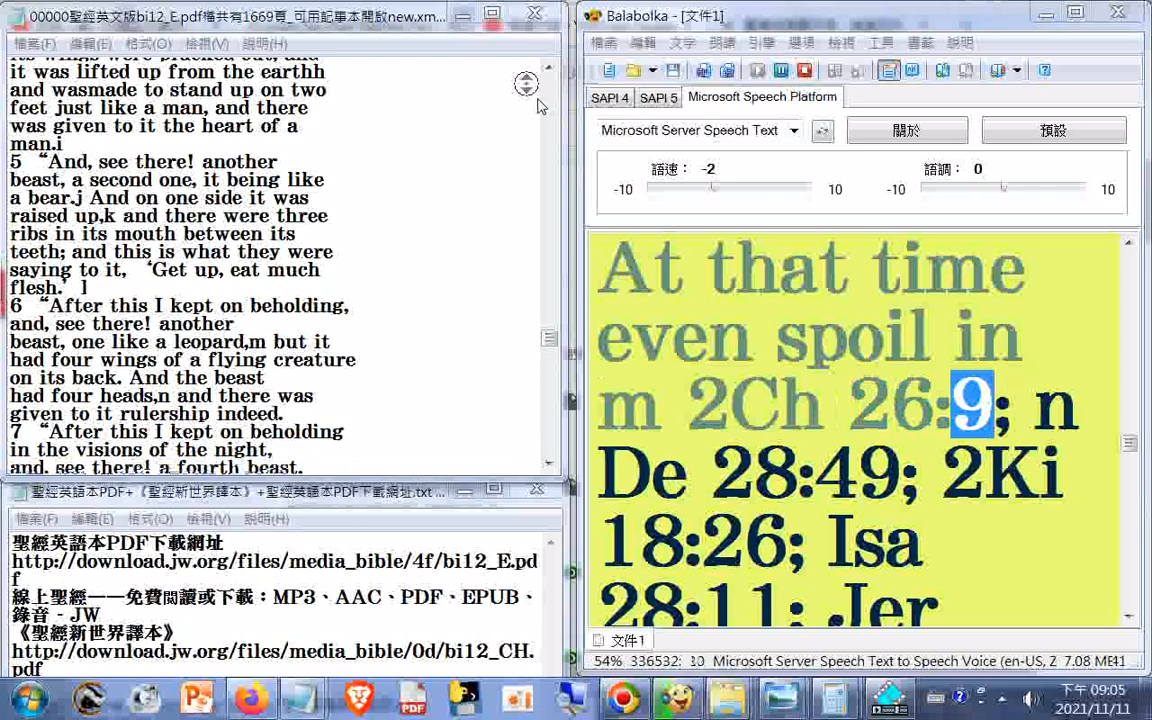 00000聖經英文版bi12_E.pdf檔共有1669頁_可用記事本開啟new.xm...
檔案(F) 編輯(E) 格式(O) 檢視(V) 說明(H)
it was lifted up from the earthh
and wasmade to stand up on two
feet just like a man, and there
was given to it the heart of a
man.i
5 “And, see there! another
beast, a second one, it being like
a bear.j And on one side it was
raised up,k and there were three
ribs in its mouth between its
teeth; and this is what they were
saying to it, ‘Get up, eat much
flesh.’ l
6 “After this I kept on beholding,
and, see there! another
beast, one like a leopard,m but it
had four wings of a flying creature
on its back. And the beast
had four heads,n and there was
given to it rulership indeed.
7 “After this I kept on beholding
in the visions of the night,
and, see there! a fourth beast,
聖經英語本PDF+《聖經新世界譯本》+聖經英語本PDF下載網址.txt ...
檔案(F) 編輯(E) 格式(O) 檢視(V) 說明(H)
聖經英語本PDF下載網址
http://download.jw.org/files/media_bible/4f/bi12_E.pd
f
線上聖經——免費閱讀或下載：MP3、AAC、PDF、EPUB、
錄音 - JW
《聖經新世界譯本》
http://download.jw.org/files/media_bible/0d/bi12_CH.
pdf
Balabolka - [文件1]
檔案 編輯 文字 朗讀 引擎 選項 檢視 工具 書籤 說明
SAPI 4 SAPI 5 Microsoft Speech Platform
Microsoft Server Speech Text 關於 預設
語速： -2 語調： 0
-10 10 -10 10
At that time
even spoil in
m 2Ch 26:9; n
De 28:49; 2Ki
18:26; Isa
28:11; Jer
文件1
54% 336532: 10 Microsoft Server Speech Text to Speech Voice (en-US, Z 7.08 ME41
下午 09:05
2021/11/11